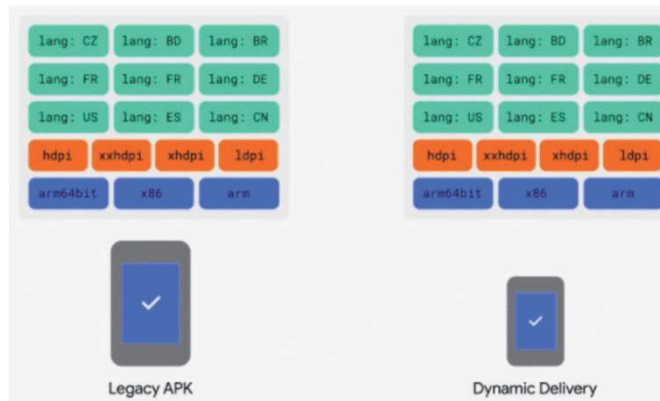 lang: CZ lang: BD lang: BR
lang: FR lang: FR lang: DE
lang: US lang: ES lang: CN
hdpi xxhdpi xhdpi ldpi
arm64bit x86 arm
Legacy APK
lang: CZ lang: BD lang: BR
lang: FR lang: FR lang: DE
lang: US lang: ES lang: CN
hdpi xxhdpi xhdpi ldpi
arm64bit x86 arm
Dynamic Delivery